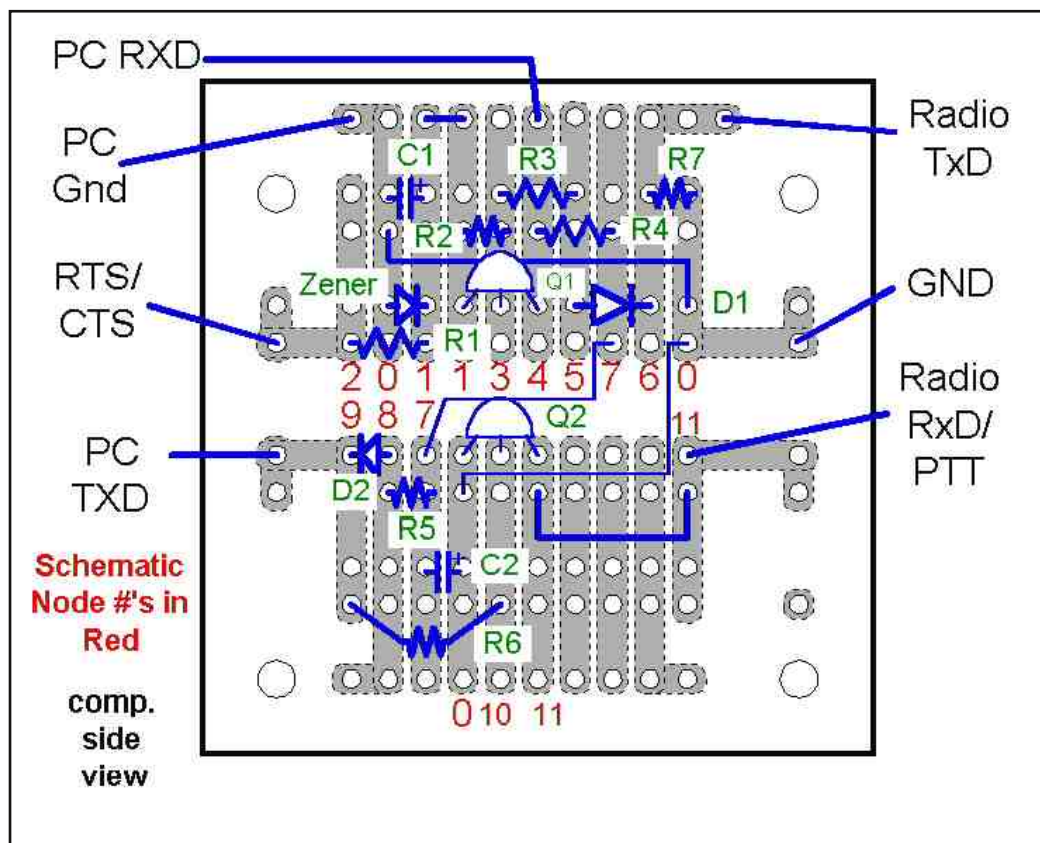 PC RXD
PC
Gnd
Radio
TxD
C1
+
R3
R7
R2
R4
RTS/
CTS
Zener
Q1
D1
GND
R1
2 0 1 1 3 4 5 7 6 0
9 8 7
11
Q2
Radio
RxD/
PTT
PC
TXD
D2
R5
+
C2
Schematic
Node #'s in
Red
R6
comp.
side
view
0 10 11